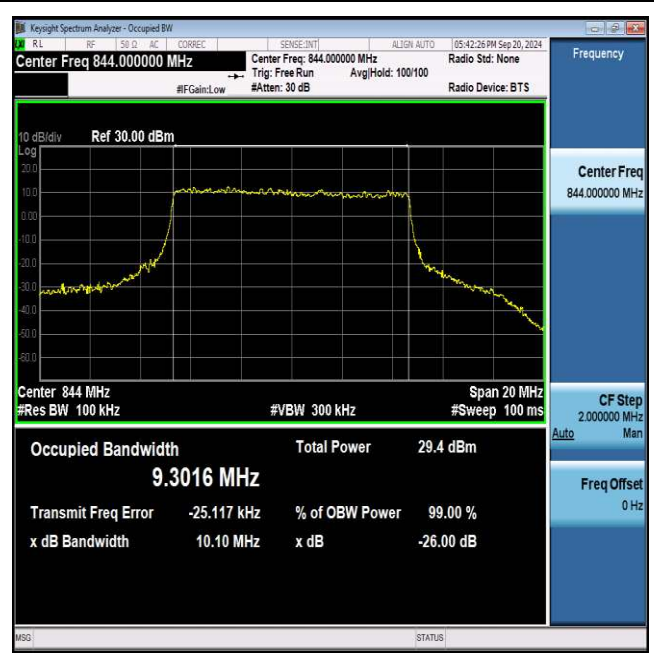 Keysight Spectrum Analyzer - Occupied BW
RL RF 50 Ω AC CORREC SENSE:INT ALIGN AUTO 05:42:26 PM Sep 20, 2024
Center Freq 844.000000 MHz
Center Freq: 844.000000 MHz Radio Std: None
Trig: Free Run Avg|Hold: 100/100
#IFGain:Low #Atten: 30 dB Radio Device: BTS
Frequency
10 dB/div Ref 30.00 dBm
Log
20.0
10.0
0.00
-10.0
-20.0
-30.0
-40.0
-50.0
-60.0
Center Freq
844.000000 MHz
Center 844 MHz Span 20 MHz
#Res BW 100 kHz #VBW 300 kHz #Sweep 100 ms
CF Step
2.000000 MHz
Auto Man
Freq Offset
0 Hz
Occupied Bandwidth Total Power 29.4 dBm
9.3016 MHz
Transmit Freq Error -25.117 kHz % of OBW Power 99.00 %
x dB Bandwidth 10.10 MHz x dB -26.00 dB
MSG STATUS